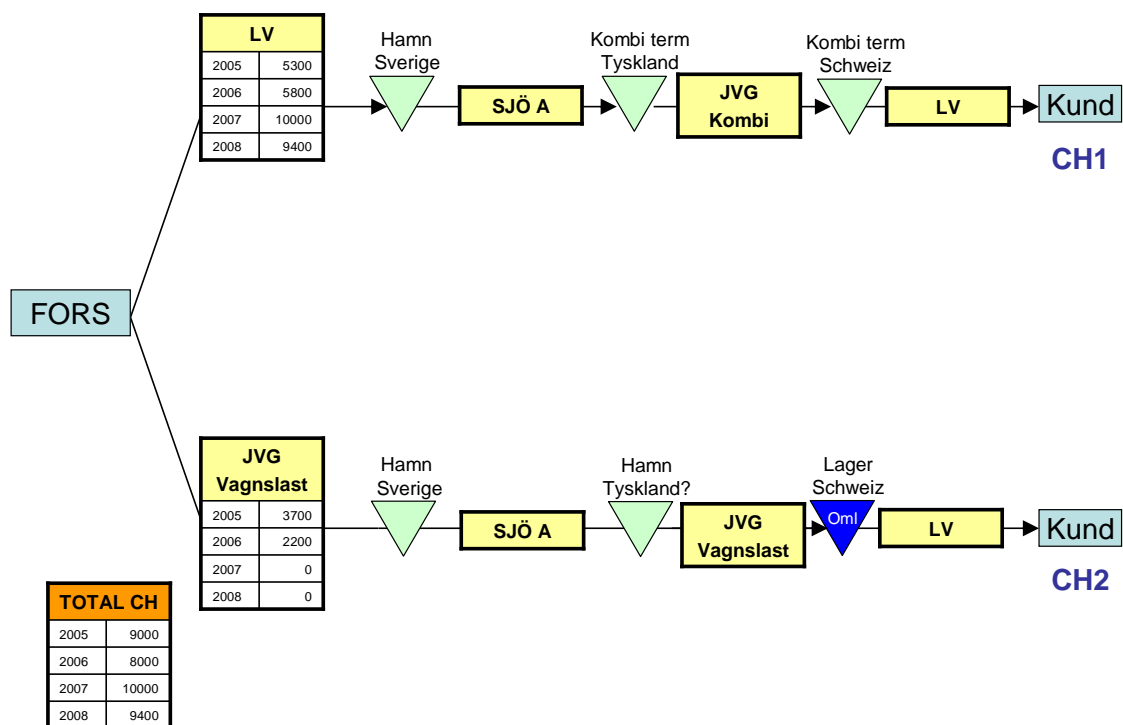 LV
2005 5300
2006 5800
2007 10000
2008 9400
Hamn
Sverige
SJÖ A
Kombi term
Tyskland
JVG
Kombi
Kombi term
Schweiz
LV
Kund
CH1
FORS
JVG
Vagnslast
2005 3700
2006 2200
2007 0
2008 0
Hamn
Sverige
SJÖ A
Hamn
Tyskland?
JVG
Vagnslast
Lager
Schweiz
Oml
LV
Kund
CH2
TOTAL CH
2005 9000
2006 8000
2007 10000
2008 9400